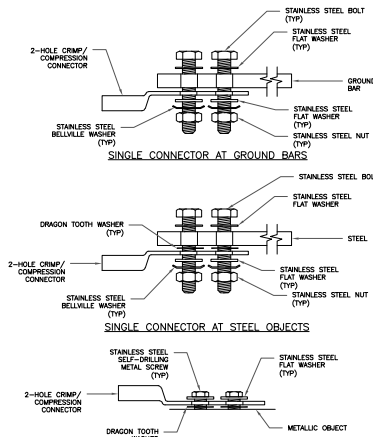 STAINLESS STEEL BOLT
(TYP)
STAINLESS STEEL
FLAT WASHER
(TYP)
2-HOLE CRIMP/
COMPRESSION
CONNECTOR
GROUND
BAR
STAINLESS STEEL
BELLVILLE WASHER
(TYP)
STAINLESS STEEL
FLAT WASHER
(TYP)
STAINLESS STEEL NUT
(TYP)
SINGLE CONNECTOR AT GROUND BARS
STAINLESS STEEL BOL
STAINLESS STEEL
FLAT WASHER
DRAGON TOOTH WASHER
(TYP)
STEEL
2-HOLE CRIMP/
COMPRESSION
CONNECTOR
STAINLESS STEEL
FLAT WASHER
(TYP)
STAINLESS STEEL
BELLVILLE WASHER
(TYP)
STAINLESS STEEL NUT
(TYP)
SINGLE CONNECTOR AT STEEL OBJECTS
STAINLESS STEEL
SELF-DRILLING
METAL SCREW
(TYP)
STAINLESS STEEL
FLAT WASHER
(TYP)
2-HOLE CRIMP/
COMPRESSION
CONNECTOR
DRAGON TOOTH
METALLIC OBJECT